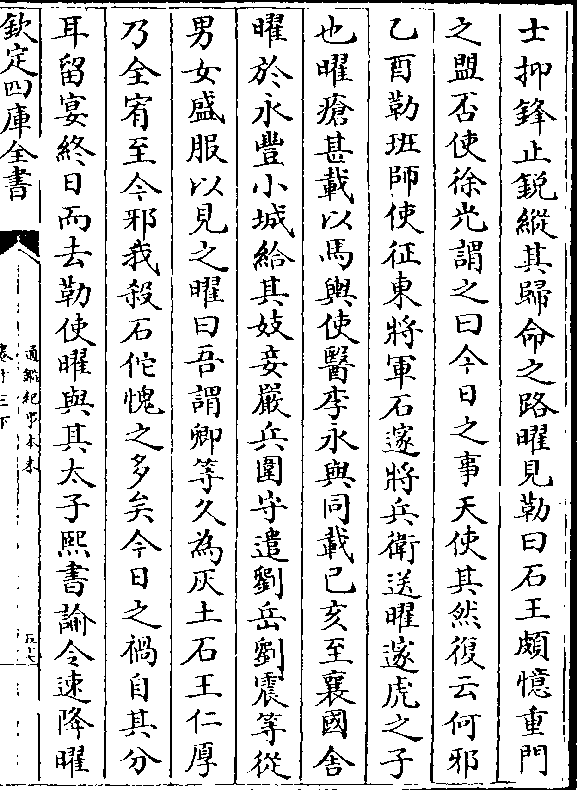 士抑鋒止銳縱其歸命之路曜見勒曰石王頗憶重門
之盟否使徐光謂之曰今日之事天使其然復云何邪
乙酉勒班師使征東將軍石邃將兵衛送曜邃虎之子
也曜瘡甚載以馬輿使醫李永與同載己亥至襄國舍
曜於永豐小城給其妓妾嚴兵圍守遣劉岳劉震等從
男女盛服以見之曜曰吾謂卿等久為灰土石王仁厚
乃全宥至今邪我殺石佗愧之多矣今日之禍自其分
耳留宴終日而去勒使曜與其太子熙書諭令速降曜
欽定四庫全書
通鑑紀事本末
卷十三下
五十七